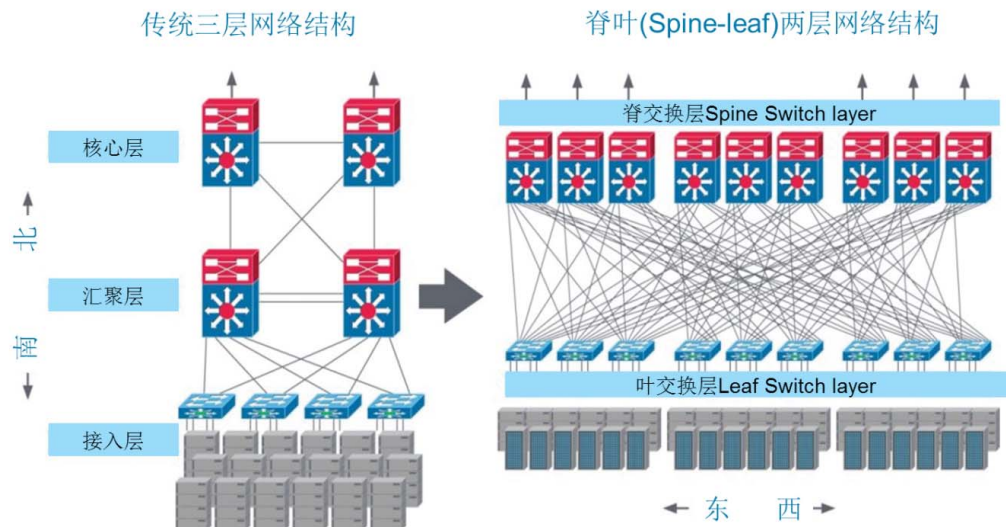 传统三层网络结构
脊叶(Spine-leaf)两层网络结构
核心层
北
汇聚层
南
接入层
脊交换层Spine Switch layer
叶交换层Leaf Switch layer
东 西